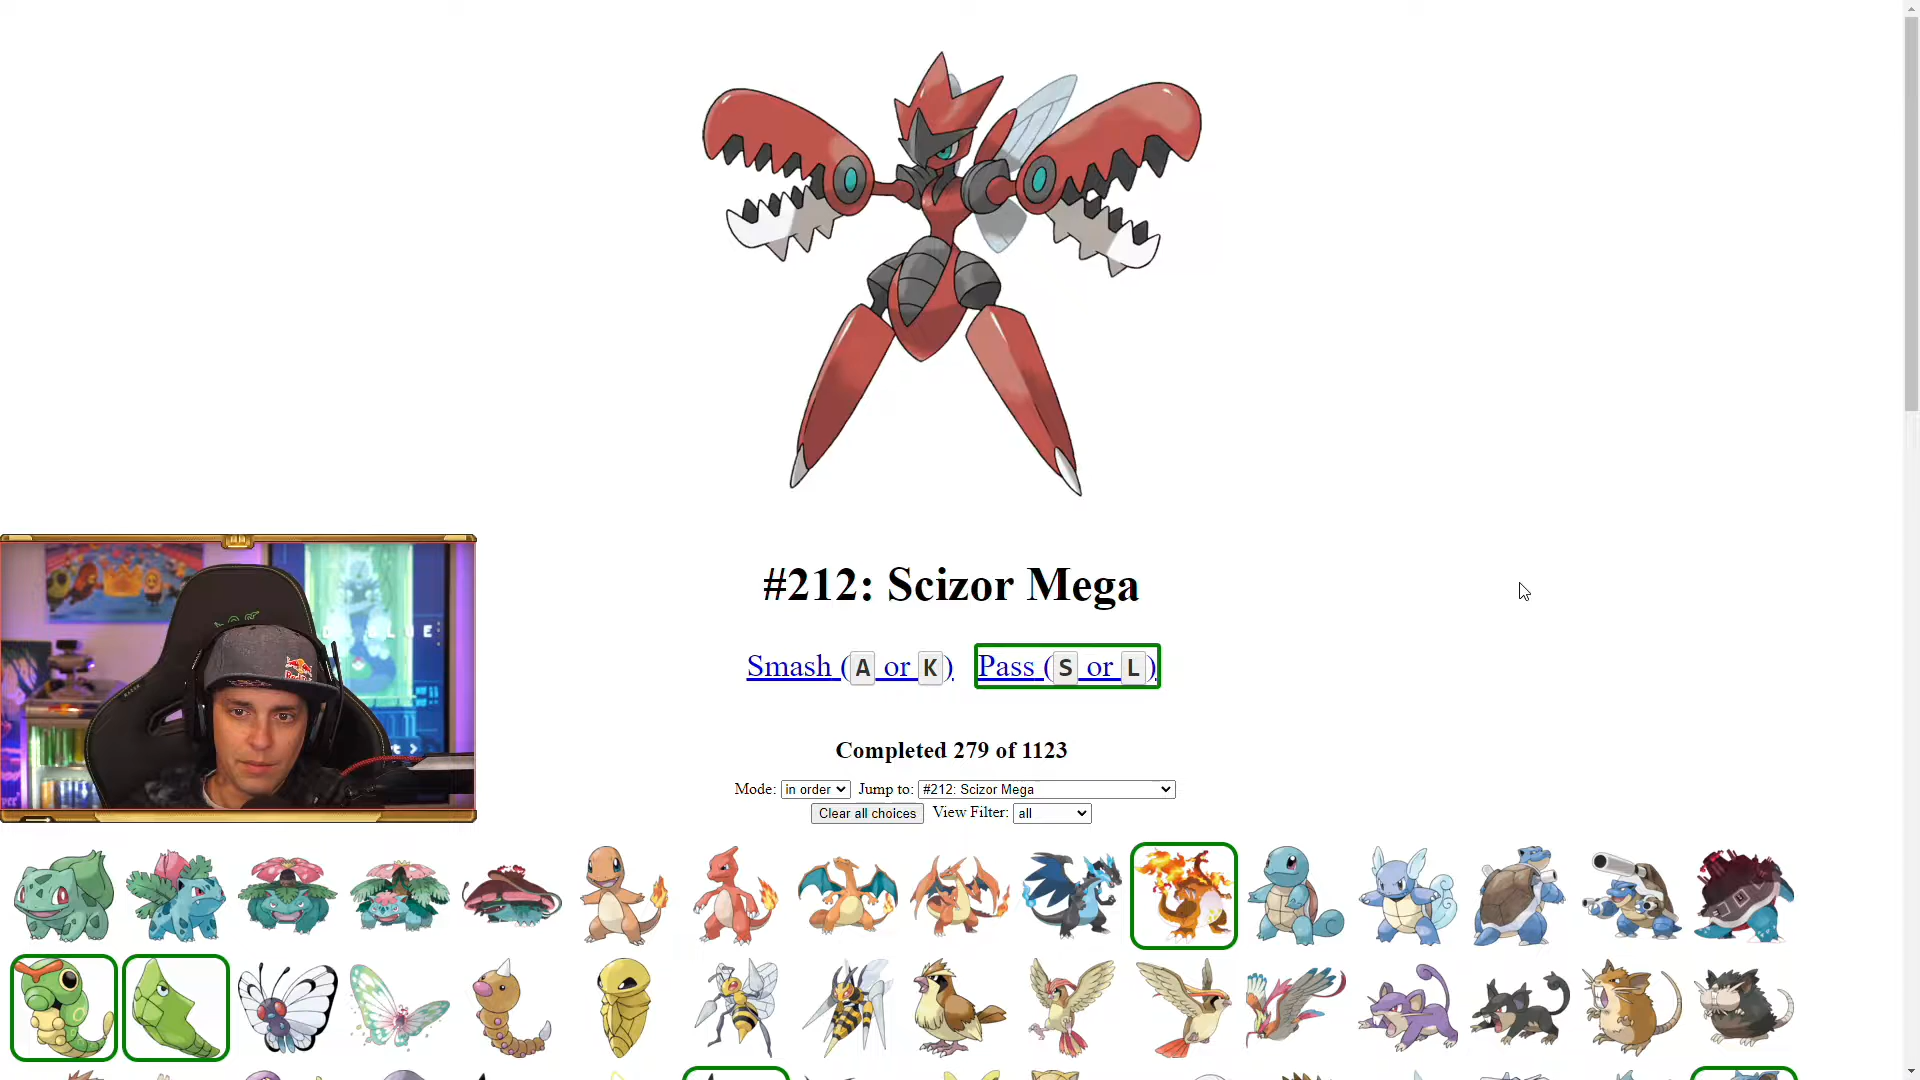 #212: Scizor Mega
Smash (A or K) Pass (S or L)
Completed 279 of 1123
Mode: in order Jump to: #212: Scizor Mega
Clear all choices View Filter: all
BLUE